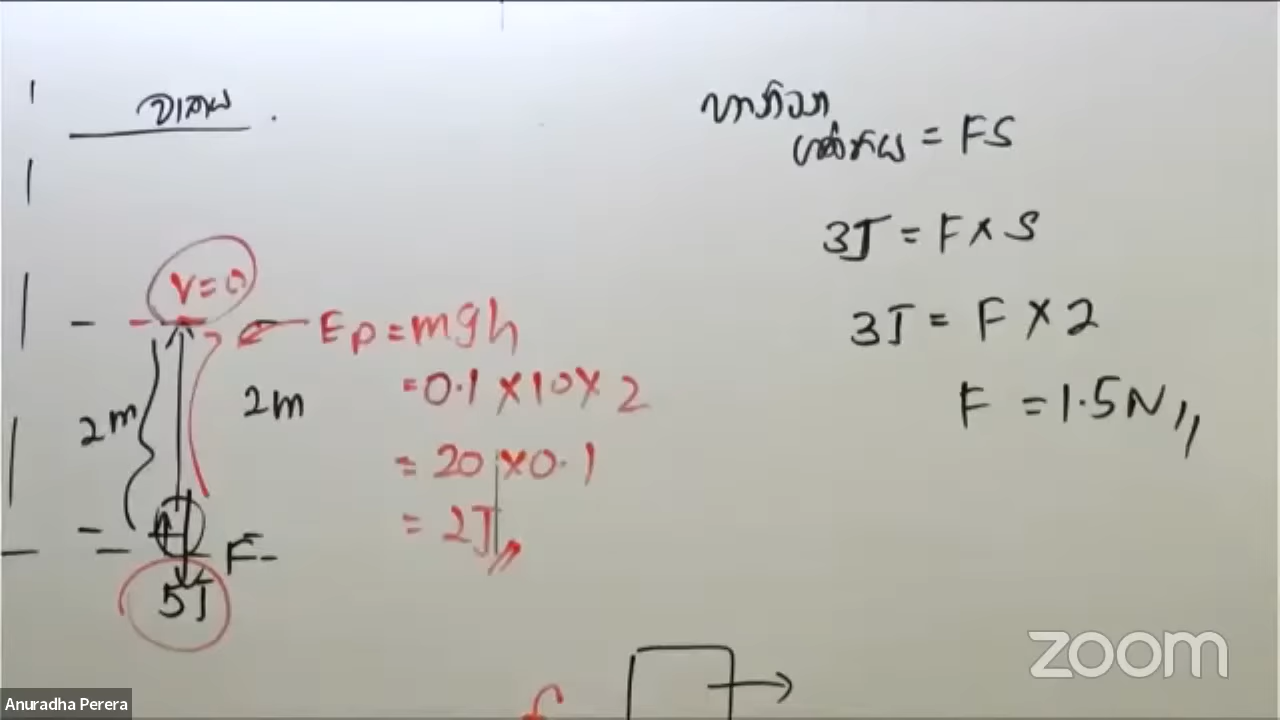 V=0
Ep=mgh
=0.1×10×2
2m
2m
=20×0.1
=2J
F
5J
=FS
3J=F×S
3J=F×2
F=1.5N
zoom
Anuradha Perera